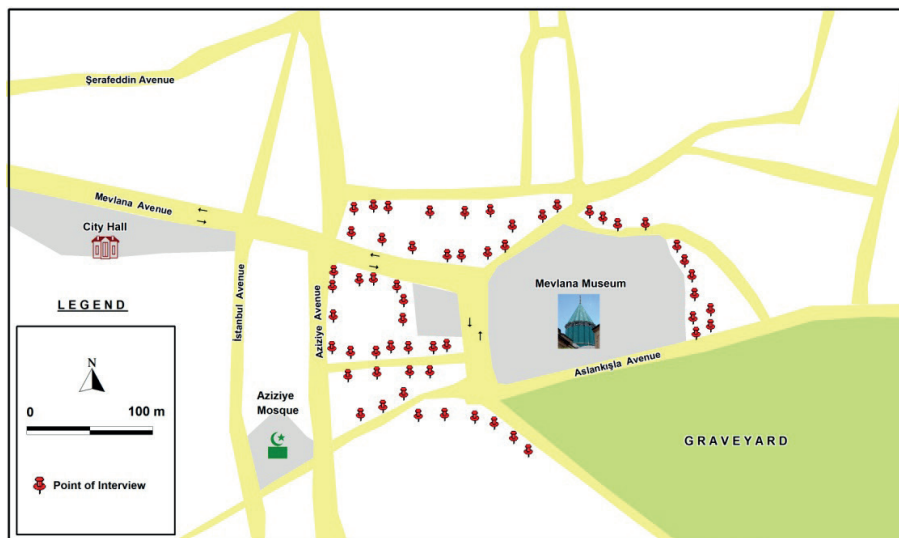 Şerafeddin Avenue
Mevlana Avenue
City Hall
İstanbul Avenue
Aziziye Avenue
Mevlana Museum
Aslankışla Avenue
Aziziye
Mosque
GRAVEYARD
LEGEND
N
0 100 m
Point of Interview